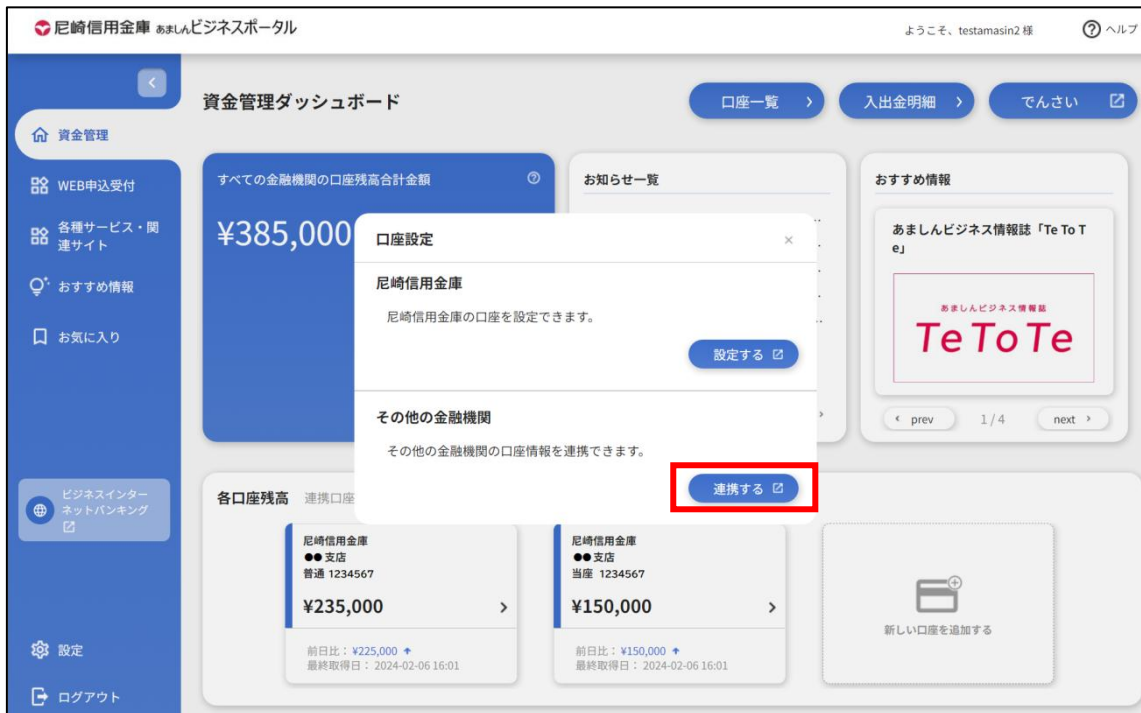 尼崎信用金庫 あましんビジネスポータル
ようこそ、testamasin2 様
ヘルプ
資金管理ダッシュボード
口座一覧
入出金明細
でんさい
資金管理
WEB申込受付
各種サービス・関
連サイト
おすすめ情報
お気に入り
ビジネスインター
ネットバンキング
設定
ログアウト
すべての金融機関の口座残高合計金額
¥385,000
お知らせ一覧
おすすめ情報
あましんビジネス情報誌「Te To T
e」
あましんビジネス情報誌
TeToTe
prev
1 / 4
next
口座設定
尼崎信用金庫
尼崎信用金庫の口座を設定できます。
設定する
その他の金融機関
その他の金融機関の口座情報を連携できます。
連携する
各口座残高 連携口座
尼崎信用金庫
●●支店
普通 1234567
¥235,000
前日比： ¥225,000 ↑
最終取得日： 2024-02-06 16:01
尼崎信用金庫
●●支店
当座 1234567
¥150,000
前日比： ¥150,000 ↑
最終取得日： 2024-02-06 16:01
新しい口座を追加する